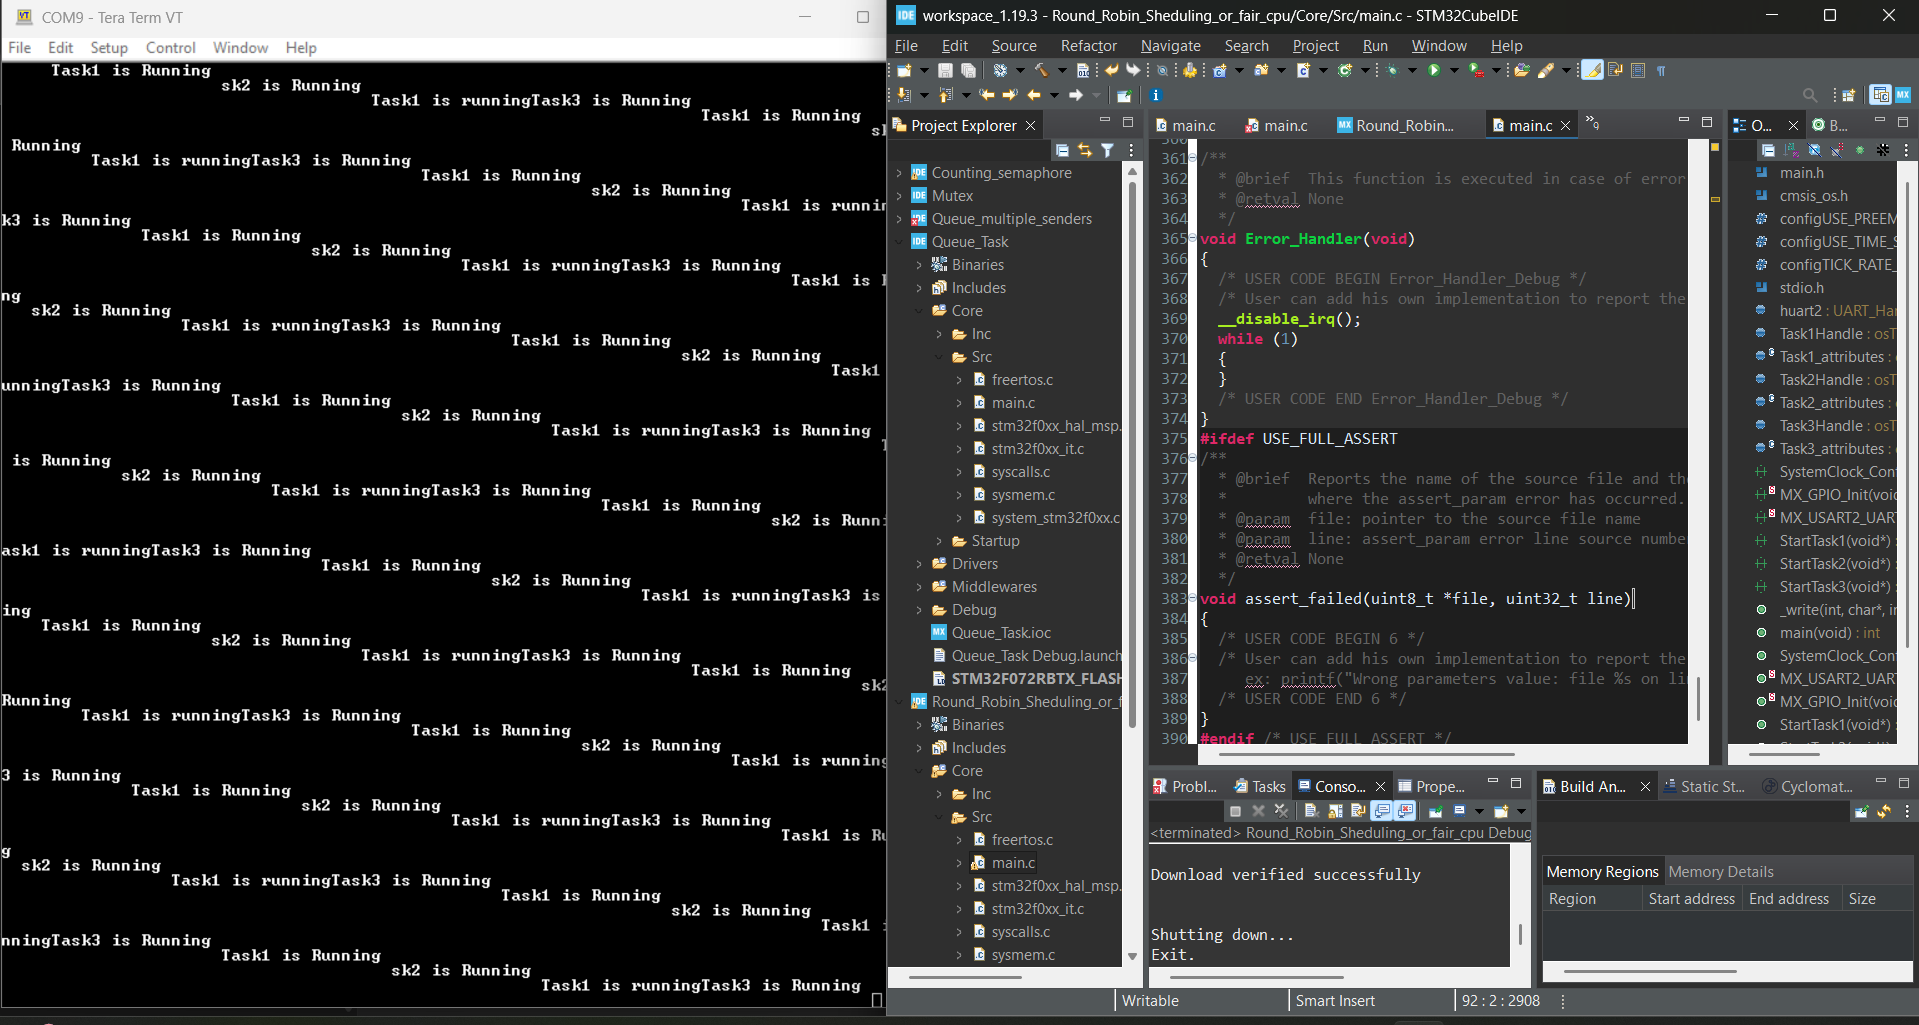 COM9 - Tera Term VT
File Edit Setup Control Window Help
Task1 is Running
sk2 is Running
Task1 is runningTask3 is Running
Task1 is Running
Running
Task1 is runningTask3 is Running
Task1 is Running
sk2 is Running
Task1 is runnin
k3 is Running
Task1 is Running
sk2 is Running
Task1 is runningTask3 is Running
Task1 is
ng
sk2 is Running
Task1 is runningTask3 is Running
Task1 is Running
sk2 is Running
Task1
unningTask3 is Running
Task1 is Running
sk2 is Running
Task1 is runningTask3 is Running
is Running
sk2 is Running
Task1 is runningTask3 is Running
Task1 is Running
sk2 is Runn
ask1 is runningTask3 is Running
Task1 is Running
sk2 is Running
Task1 is runningTask3 is
ing
Task1 is Running
sk2 is Running
Task1 is runningTask3 is Running
Task1 is Running
sk2
Running
Task1 is runningTask3 is Running
Task1 is Running
sk2 is Running
Task1 is running
3 is Running
Task1 is Running
sk2 is Running
Task1 is runningTask3 is Running
Task1 is Ru
g
sk2 is Running
Task1 is runningTask3 is Running
Task1 is Running
sk2 is Running
Task1
nningTask3 is Running
Task1 is Running
sk2 is Running
Task1 is runningTask3 is Running
workspace_1.19.3 - Round_Robin_Sheduling_or_fair_cpu/Core/Src/main.c - STM32CubeIDE
File Edit Source Refactor Navigate Search Project Run Window Help
Project Explorer
Counting_semaphore
Mutex
Queue_multiple_senders
Queue_Task
Binaries
Includes
Core
Inc
Src
freertos.c
main.c
stm32f0xx_hal_msp.
stm32f0xx_it.c
syscalls.c
sysmem.c
system_stm32f0xx.c
Startup
Drivers
Middlewares
Debug
Queue_Task.ioc
Queue_Task Debug.launch
STM32F072RBTX_FLASH
Round_Robin_Sheduling_or_f
Binaries
Includes
Core
Inc
Src
freertos.c
main.c
stm32f0xx_hal_msp.
stm32f0xx_it.c
syscalls.c
sysmem.c
main.c main.c Round_Robin... main.c »9
360
361 /**
362 * @brief This function is executed in case of error
363 * @retval None
364 */
365 void Error_Handler(void)
366 {
367 /* USER CODE BEGIN Error_Handler_Debug */
368 /* User can add his own implementation to report the
369 __disable_irq();
370 while (1)
371 {
372 }
373 /* USER CODE END Error_Handler_Debug */
374 }
375 #ifdef USE_FULL_ASSERT
376 /**
377 * @brief Reports the name of the source file and the
378 * where the assert_param error has occurred.
379 * @param file: pointer to the source file name
380 * @param line: assert_param error line source numbe
381 * @retval None
382 */
383 void assert_failed(uint8_t *file, uint32_t line)
384 {
385 /* USER CODE BEGIN 6 */
386 /* User can add his own implementation to report the
387 ex: printf("Wrong parameters value: file %s on li
388 /* USER CODE END 6 */
389 }
390 #endif /* USE_FULL_ASSERT */
O... B...
main.h
cmsis_os.h
configUSE_PREEM
configUSE_TIME_S
configTICK_RATE_
stdio.h
huart2 : UART_Han
Task1Handle : osT
Task1_attributes :
Task2Handle : osT
Task2_attributes :
Task3Handle : osT
Task3_attributes :
SystemClock_Con
MX_GPIO_Init(voic
MX_USART2_UAR
StartTask1(void*) :
StartTask2(void*) :
StartTask3(void*) :
_write(int, char*, in
main(void) : int
SystemClock_Con
MX_USART2_UAR
MX_GPIO_Init(voic
StartTask1(void*)
Probl... Tasks Conso... Prope...
<terminated> Round_Robin_Sheduling_or_fair_cpu Debug
Download verified successfully
Shutting down...
Exit.
Build An... Static St... Cyclomat...
Memory Regions Memory Details
Region Start address End address Size
Writable Smart Insert 92 : 2 : 2908